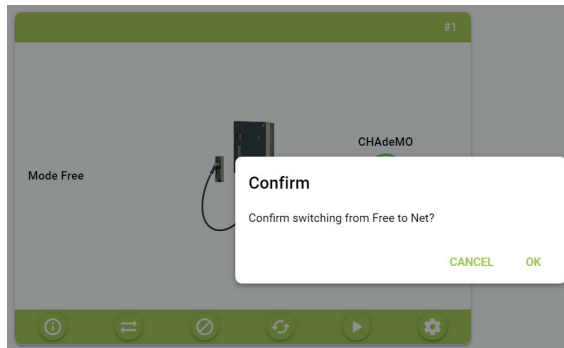 #1
CHAdeMO
Mode Free
Confirm
Confirm switching from Free to Net?
CANCEL OK